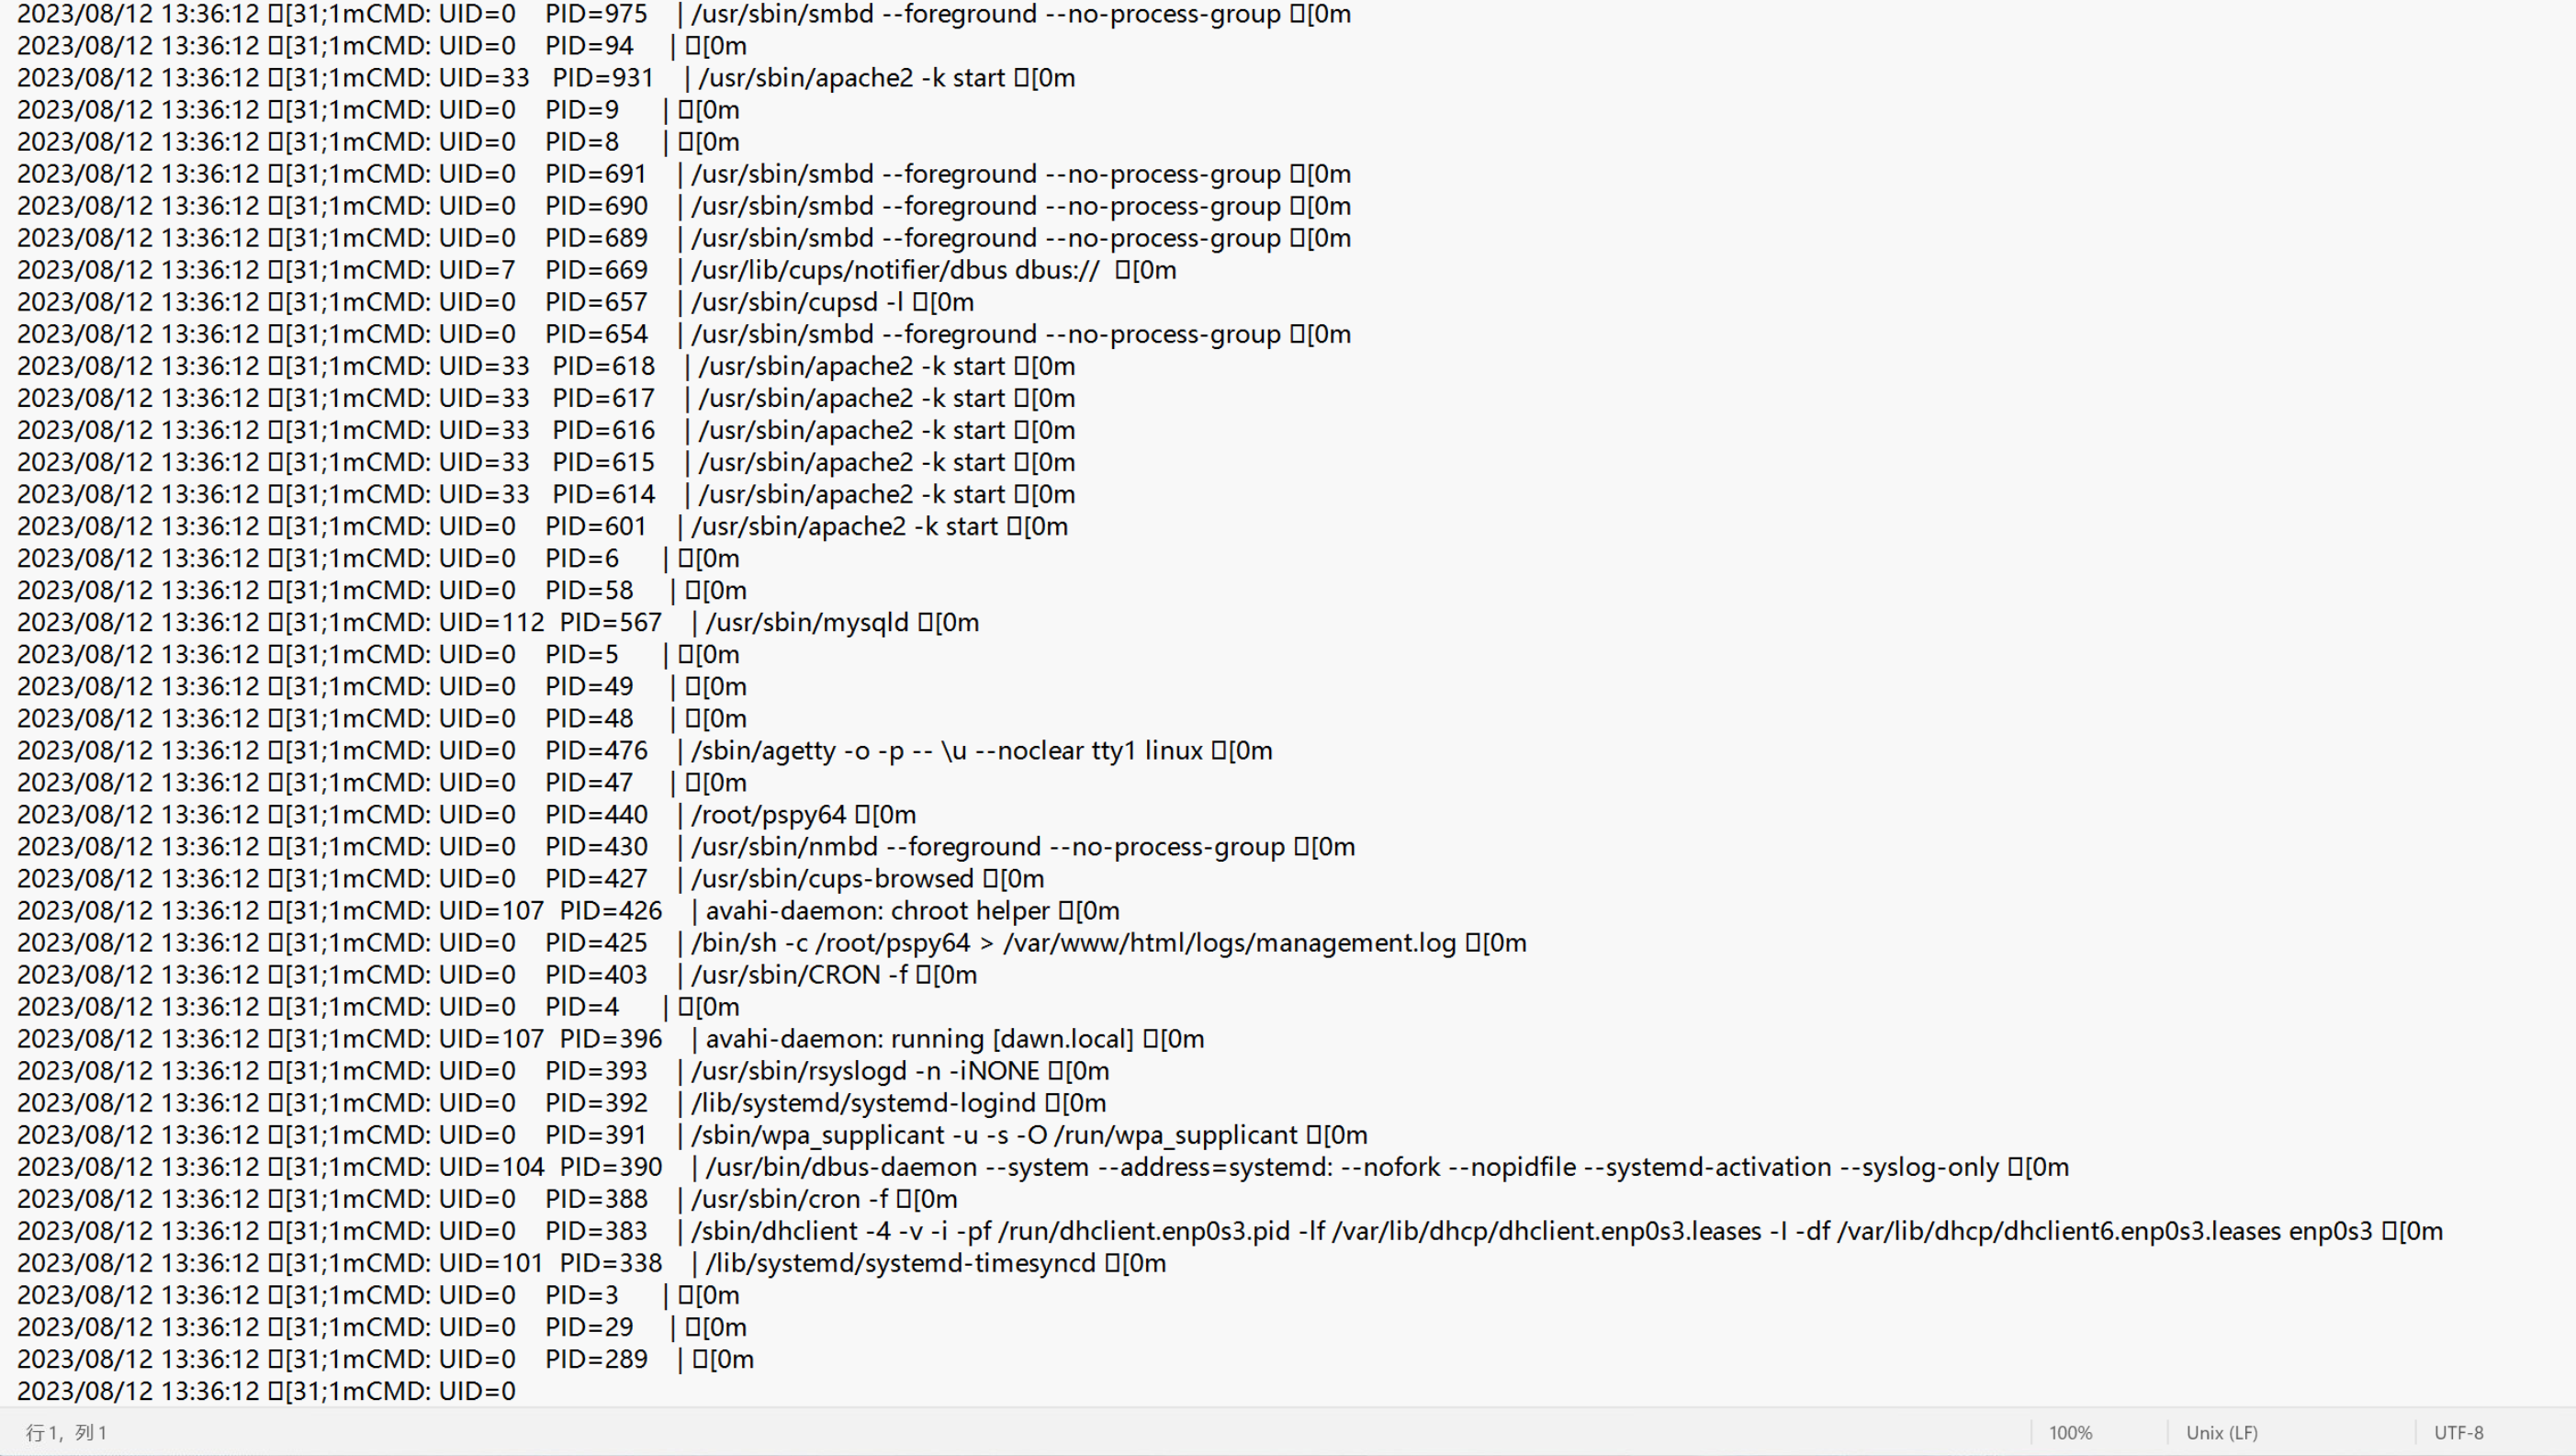 2023/08/12 13:36:12 □[31;1mCMD: UID=0 PID=975 | /usr/sbin/smbd --foreground --no-process-group □[0m
2023/08/12 13:36:12 □[31;1mCMD: UID=0 PID=94 | □[0m
2023/08/12 13:36:12 □[31;1mCMD: UID=33 PID=931 | /usr/sbin/apache2 -k start □[0m
2023/08/12 13:36:12 □[31;1mCMD: UID=0 PID=9 | □[0m
2023/08/12 13:36:12 □[31;1mCMD: UID=0 PID=8 | □[0m
2023/08/12 13:36:12 □[31;1mCMD: UID=0 PID=691 | /usr/sbin/smbd --foreground --no-process-group □[0m
2023/08/12 13:36:12 □[31;1mCMD: UID=0 PID=690 | /usr/sbin/smbd --foreground --no-process-group □[0m
2023/08/12 13:36:12 □[31;1mCMD: UID=0 PID=689 | /usr/sbin/smbd --foreground --no-process-group □[0m
2023/08/12 13:36:12 □[31;1mCMD: UID=7 PID=669 | /usr/lib/cups/notifier/dbus dbus:// □[0m
2023/08/12 13:36:12 □[31;1mCMD: UID=0 PID=657 | /usr/sbin/cupsd -l □[0m
2023/08/12 13:36:12 □[31;1mCMD: UID=0 PID=654 | /usr/sbin/smbd --foreground --no-process-group □[0m
2023/08/12 13:36:12 □[31;1mCMD: UID=33 PID=618 | /usr/sbin/apache2 -k start □[0m
2023/08/12 13:36:12 □[31;1mCMD: UID=33 PID=617 | /usr/sbin/apache2 -k start □[0m
2023/08/12 13:36:12 □[31;1mCMD: UID=33 PID=616 | /usr/sbin/apache2 -k start □[0m
2023/08/12 13:36:12 □[31;1mCMD: UID=33 PID=615 | /usr/sbin/apache2 -k start □[0m
2023/08/12 13:36:12 □[31;1mCMD: UID=33 PID=614 | /usr/sbin/apache2 -k start □[0m
2023/08/12 13:36:12 □[31;1mCMD: UID=0 PID=601 | /usr/sbin/apache2 -k start □[0m
2023/08/12 13:36:12 □[31;1mCMD: UID=0 PID=6 | □[0m
2023/08/12 13:36:12 □[31;1mCMD: UID=0 PID=58 | □[0m
2023/08/12 13:36:12 □[31;1mCMD: UID=112 PID=567 | /usr/sbin/mysqld □[0m
2023/08/12 13:36:12 □[31;1mCMD: UID=0 PID=5 | □[0m
2023/08/12 13:36:12 □[31;1mCMD: UID=0 PID=49 | □[0m
2023/08/12 13:36:12 □[31;1mCMD: UID=0 PID=48 | □[0m
2023/08/12 13:36:12 □[31;1mCMD: UID=0 PID=476 | /sbin/agetty -o -p -- \u --noclear tty1 linux □[0m
2023/08/12 13:36:12 □[31;1mCMD: UID=0 PID=47 | □[0m
2023/08/12 13:36:12 □[31;1mCMD: UID=0 PID=440 | /root/pspy64 □[0m
2023/08/12 13:36:12 □[31;1mCMD: UID=0 PID=430 | /usr/sbin/nmbd --foreground --no-process-group □[0m
2023/08/12 13:36:12 □[31;1mCMD: UID=0 PID=427 | /usr/sbin/cups-browsed □[0m
2023/08/12 13:36:12 □[31;1mCMD: UID=107 PID=426 | avahi-daemon: chroot helper □[0m
2023/08/12 13:36:12 □[31;1mCMD: UID=0 PID=425 | /bin/sh -c /root/pspy64 > /var/www/html/logs/management.log □[0m
2023/08/12 13:36:12 □[31;1mCMD: UID=0 PID=403 | /usr/sbin/CRON -f □[0m
2023/08/12 13:36:12 □[31;1mCMD: UID=0 PID=4 | □[0m
2023/08/12 13:36:12 □[31;1mCMD: UID=107 PID=396 | avahi-daemon: running [dawn.local] □[0m
2023/08/12 13:36:12 □[31;1mCMD: UID=0 PID=393 | /usr/sbin/rsyslogd -n -iNONE □[0m
2023/08/12 13:36:12 □[31;1mCMD: UID=0 PID=392 | /lib/systemd/systemd-logind □[0m
2023/08/12 13:36:12 □[31;1mCMD: UID=0 PID=391 | /sbin/wpa_supplicant -u -s -O /run/wpa_supplicant □[0m
2023/08/12 13:36:12 □[31;1mCMD: UID=104 PID=390 | /usr/bin/dbus-daemon --system --address=systemd: --nofork --nopidfile --systemd-activation --syslog-only □[0m
2023/08/12 13:36:12 □[31;1mCMD: UID=0 PID=388 | /usr/sbin/cron -f □[0m
2023/08/12 13:36:12 □[31;1mCMD: UID=0 PID=383 | /sbin/dhclient -4 -v -i -pf /run/dhclient.enp0s3.pid -lf /var/lib/dhcp/dhclient.enp0s3.leases -I -df /var/lib/dhcp/dhclient6.enp0s3.leases enp0s3 □[0m
2023/08/12 13:36:12 □[31;1mCMD: UID=101 PID=338 | /lib/systemd/systemd-timesyncd □[0m
2023/08/12 13:36:12 □[31;1mCMD: UID=0 PID=3 | □[0m
2023/08/12 13:36:12 □[31;1mCMD: UID=0 PID=29 | □[0m
2023/08/12 13:36:12 □[31;1mCMD: UID=0 PID=289 | □[0m
2023/08/12 13:36:12 □[31;1mCMD: UID=0
行 1, 列 1 100% Unix (LF) UTF-8